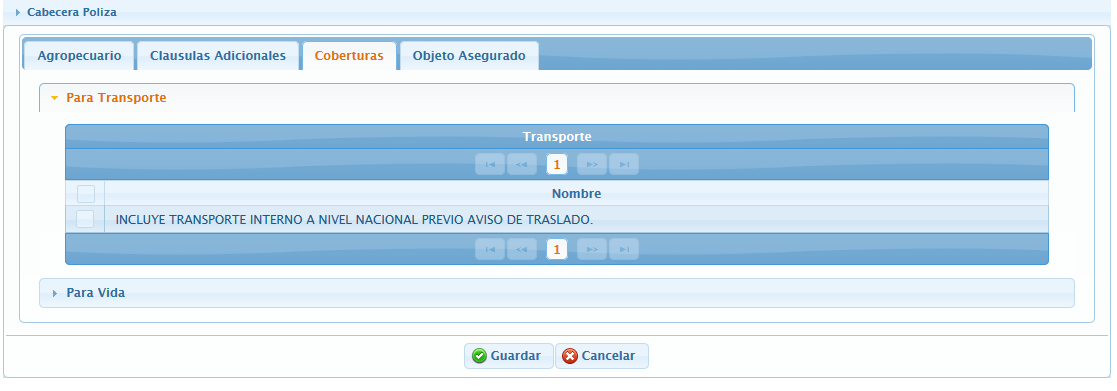 Cabecera Poliza
Agropecuario Clausulas Adicionales Coberturas Objeto Asegurado
Para Transporte
Transporte
1
Nombre
INCLUYE TRANSPORTE INTERNO A NIVEL NACIONAL PREVIO AVISO DE TRASLADO.
1
Para Vida
Guardar Cancelar